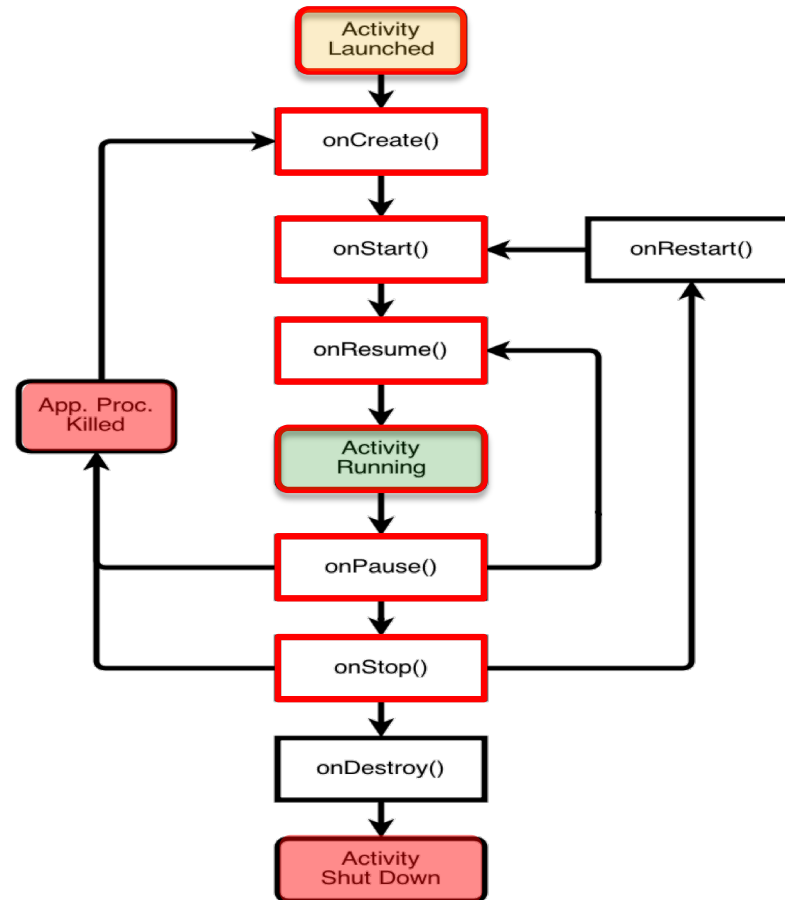 Activity
Launched
onCreate()
onStart()
onRestart()
onResume()
App. Proc.
Killed
Activity
Running
onPause()
onStop()
onDestroy()
Activity
Shut Down